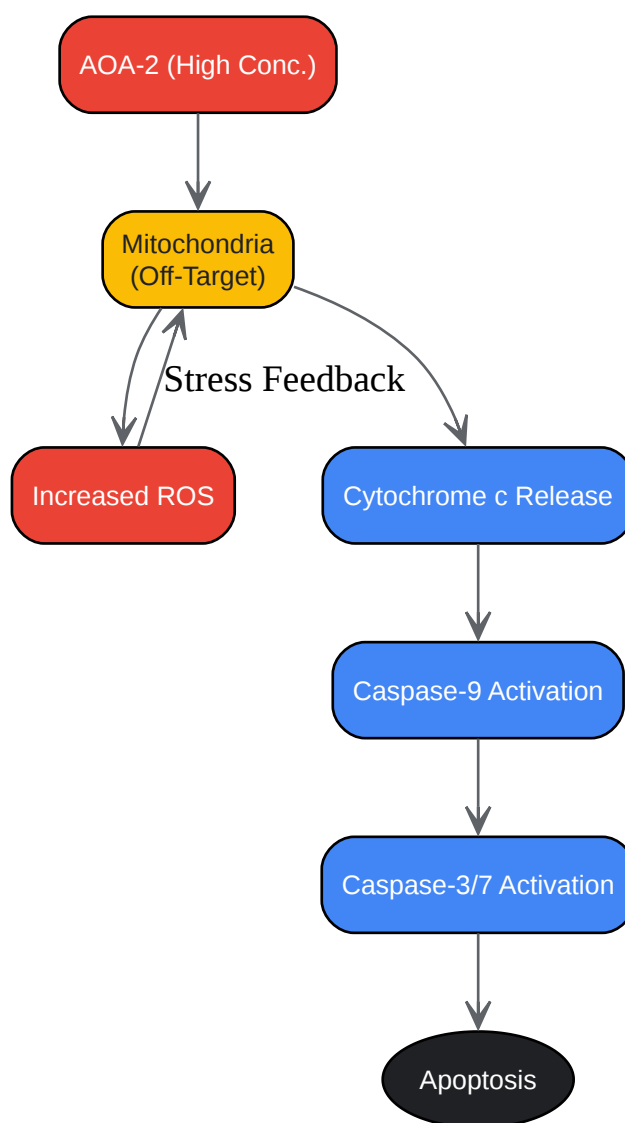 AOA-2 (High Conc.)
Mitochondria
(Off-Target)
Stress Feedback
Increased ROS
Cytochrome c Release
Caspase-9 Activation
Caspase-3/7 Activation
Apoptosis